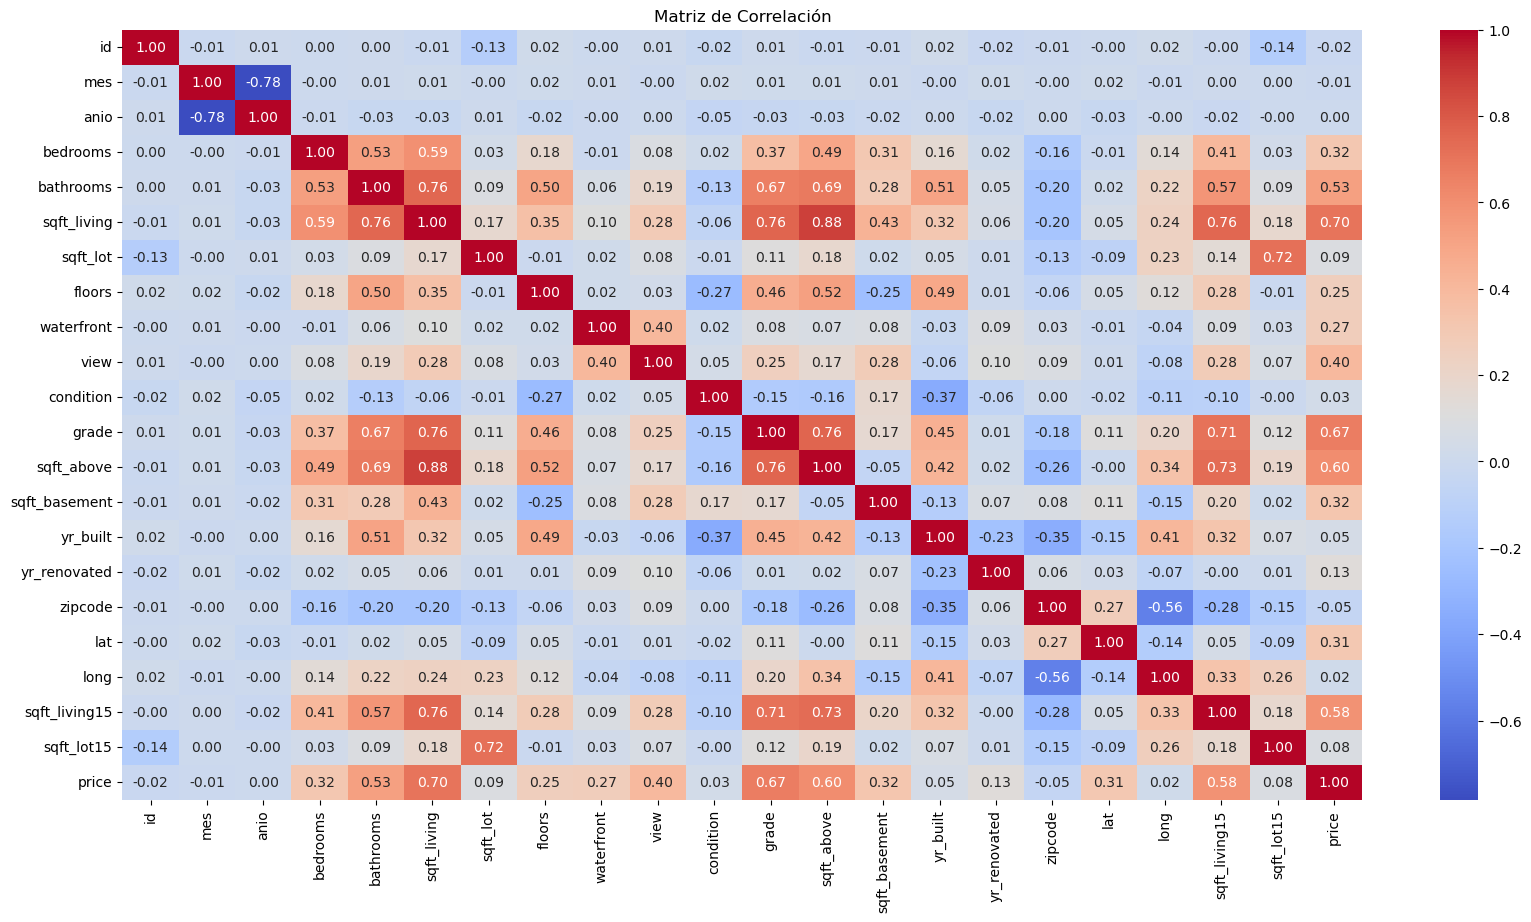 Matriz de Correlación
id 1.00 -0.01 0.01 0.00 0.00 -0.01 -0.13 0.02 -0.00 0.01 -0.02 0.01 -0.01 -0.01 0.02 -0.02 -0.01 -0.00 0.02 -0.00 -0.14 -0.02
mes -0.01 1.00 -0.78 -0.00 0.01 0.01 -0.00 0.02 0.01 -0.00 0.02 0.01 0.01 0.01 -0.00 0.01 -0.00 0.02 -0.01 0.00 0.00 -0.01
anio 0.01 -0.78 1.00 -0.01 -0.03 -0.03 0.01 -0.02 -0.00 0.00 -0.05 -0.03 -0.03 -0.02 0.00 -0.02 0.00 -0.03 -0.00 -0.02 -0.00 0.00
bedrooms 0.00 -0.00 -0.01 1.00 0.53 0.59 0.03 0.18 -0.01 0.08 0.02 0.37 0.49 0.31 0.16 0.02 -0.16 -0.01 0.14 0.41 0.03 0.32
bathrooms 0.00 0.01 -0.03 0.53 1.00 0.76 0.09 0.50 0.06 0.19 -0.13 0.67 0.69 0.28 0.51 0.05 -0.20 0.02 0.22 0.57 0.09 0.53
sqft_living -0.01 0.01 -0.03 0.59 0.76 1.00 0.17 0.35 0.10 0.28 -0.06 0.76 0.88 0.43 0.32 0.06 -0.20 0.05 0.24 0.76 0.18 0.70
sqft_lot -0.13 -0.00 0.01 0.03 0.09 0.17 1.00 -0.01 0.02 0.08 -0.01 0.11 0.18 0.02 0.05 0.01 -0.13 -0.09 0.23 0.14 0.72 0.09
floors 0.02 0.02 -0.02 0.18 0.50 0.35 -0.01 1.00 0.02 0.03 -0.27 0.46 0.52 -0.25 0.49 0.01 -0.06 0.05 0.12 0.28 -0.01 0.25
waterfront -0.00 0.01 -0.00 -0.01 0.06 0.10 0.02 0.02 1.00 0.40 0.02 0.08 0.07 0.08 -0.03 0.09 0.03 -0.01 -0.04 0.09 0.03 0.27
view 0.01 -0.00 0.00 0.08 0.19 0.28 0.08 0.03 0.40 1.00 0.05 0.25 0.17 0.28 -0.06 0.10 0.09 0.01 -0.08 0.28 0.07 0.40
condition -0.02 0.02 -0.05 0.02 -0.13 -0.06 -0.01 -0.27 0.02 0.05 1.00 -0.15 -0.16 0.17 -0.37 -0.06 0.00 -0.02 -0.11 -0.10 -0.00 0.03
grade 0.01 0.01 -0.03 0.37 0.67 0.76 0.11 0.46 0.08 0.25 -0.15 1.00 0.76 0.17 0.45 0.01 -0.18 0.11 0.20 0.71 0.12 0.67
sqft_above -0.01 0.01 -0.03 0.49 0.69 0.88 0.18 0.52 0.07 0.17 -0.16 0.76 1.00 -0.05 0.42 0.02 -0.26 -0.00 0.34 0.73 0.19 0.60
sqft_basement -0.01 0.01 -0.02 0.31 0.28 0.43 0.02 -0.25 0.08 0.28 0.17 0.17 -0.05 1.00 -0.13 0.07 0.08 0.11 -0.15 0.20 0.02 0.32
yr_built 0.02 -0.00 0.00 0.16 0.51 0.32 0.05 0.49 -0.03 -0.06 -0.37 0.45 0.42 -0.13 1.00 -0.23 -0.35 -0.15 0.41 0.32 0.07 0.05
yr_renovated -0.02 0.01 -0.02 0.02 0.05 0.06 0.01 0.01 0.09 0.10 -0.06 0.01 0.02 0.07 -0.23 1.00 0.06 0.03 -0.07 -0.00 0.01 0.13
zipcode -0.01 -0.00 0.00 -0.16 -0.20 -0.20 -0.13 -0.06 0.03 0.09 0.00 -0.18 -0.26 0.08 -0.35 0.06 1.00 0.27 -0.56 -0.28 -0.15 -0.05
lat -0.00 0.02 -0.03 -0.01 0.02 0.05 -0.09 0.05 -0.01 0.01 -0.02 0.11 -0.00 0.11 -0.15 0.03 0.27 1.00 -0.14 0.05 -0.09 0.31
long 0.02 -0.01 -0.00 0.14 0.22 0.24 0.23 0.12 -0.04 -0.08 -0.11 0.20 0.34 -0.15 0.41 -0.07 -0.56 -0.14 1.00 0.33 0.26 0.02
sqft_living15 -0.00 0.00 -0.02 0.41 0.57 0.76 0.14 0.28 0.09 0.28 -0.10 0.71 0.73 0.20 0.32 -0.00 -0.28 0.05 0.33 1.00 0.18 0.58
sqft_lot15 -0.14 0.00 -0.00 0.03 0.09 0.18 0.72 -0.01 0.03 0.07 -0.00 0.12 0.19 0.02 0.07 0.01 -0.15 -0.09 0.26 0.18 1.00 0.08
price -0.02 -0.01 0.00 0.32 0.53 0.70 0.09 0.25 0.27 0.40 0.03 0.67 0.60 0.32 0.05 0.13 -0.05 0.31 0.02 0.58 0.08 1.00
id mes anio bedrooms bathrooms sqft_living sqft_lot floors waterfront view condition grade sqft_above sqft_basement yr_built yr_renovated zipcode lat long sqft_living15 sqft_lot15 price
1.0
0.8
0.6
0.4
0.2
0.0
−0.2
−0.4
−0.6